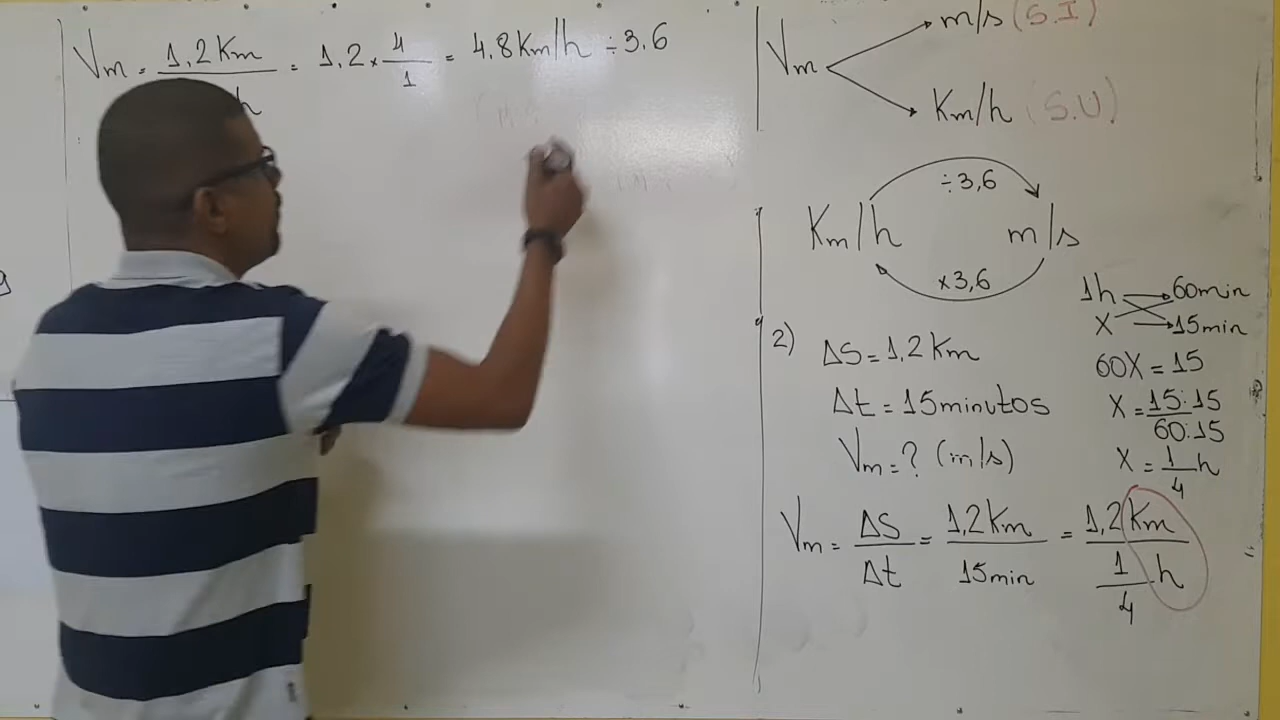 Vm = 1,2 Km / h = 1,2 × 4/1 = 4.8 Km/h ÷ 3.6
m/s (S.I)
Vm
Km/h (S.U)
÷3,6
Km/h m/s
×3,6
1h 60min
X 15min
60X = 15
X = 15:15 / 60:15
X = 1/4 h
2) ΔS = 1,2 Km
Δt = 15 minutos
Vm = ? (m/s)
Vm = ΔS/Δt = 1,2 Km / 15 min = 1,2 Km / 1/4 h =